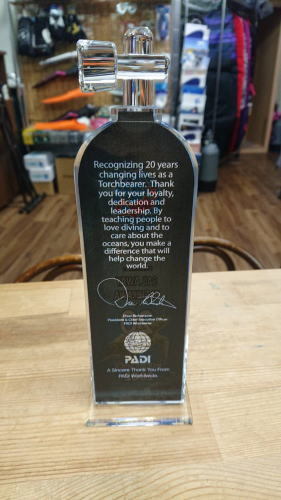 Recognizing 20 years
changing lives as a
Torchbearer. Thank
you for your loyalty,
dedication and
leadership. By
teaching people to
love diving and to
care about the
oceans, you make a
difference that will
help change the
world.
President & Chief Executive Officer
PADI Worldwide
PADI
A Sincere Thank You From
PADI Worldwide.